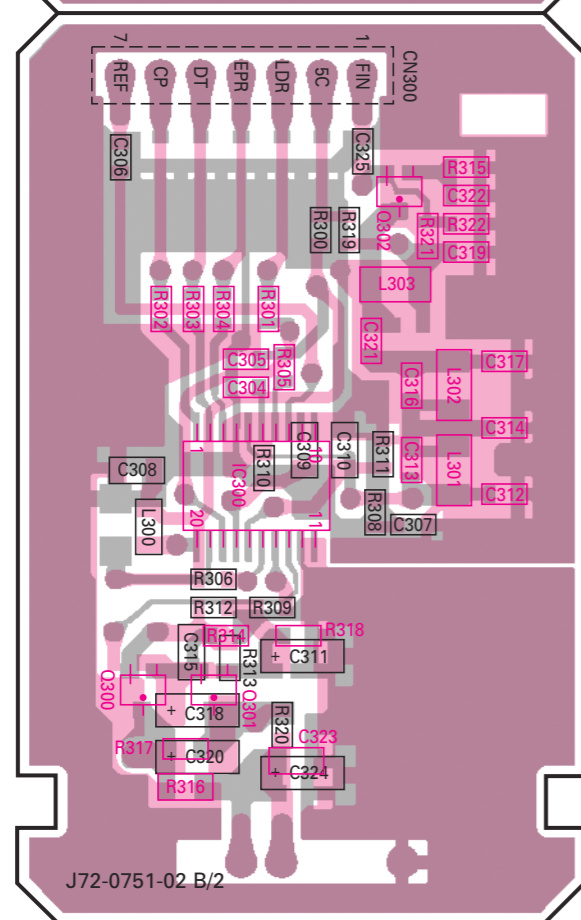 7
1
CN300
REF
CP
DT
EPR
LDR
5C
FIN
C306
C325
R315
C322
R322
C319
R300
R319
Q302
R321
L303
R302
R303
R304
R301
C321
C305
R305
C304
C317
C316
L302
C314
1
10
C309
C310
R311
C313
L301
C308
R310
IC300
C312
L300
20
11
R308
C307
R306
R312
R309
R314
R318
C315
R313
+ C311
Q300
Q301
+ C318
R320
R317
+ C320
C323
+ C324
R316
J72-0751-02 B/2